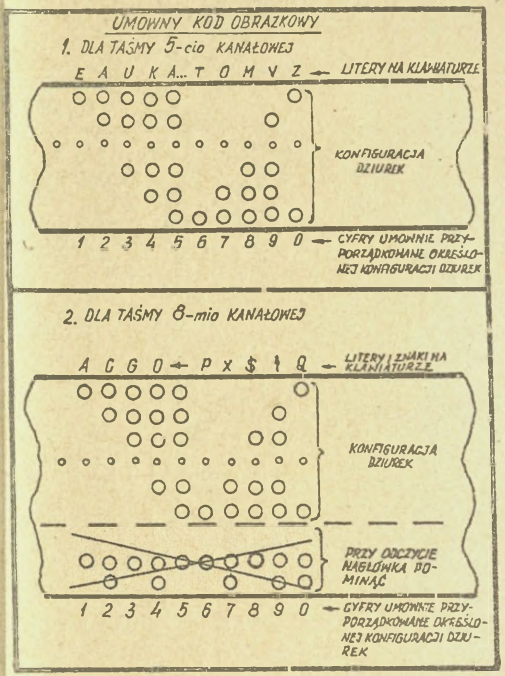 UMOWNY KOD OBRAZKOWY
1. DLA TAŚMY 5-cio KANAŁOWEJ
E A U K A... T O M V Z ← LITERY NA KLAWIATURZE
KONFIGURACJA
DZIUREK
1 2 3 4 5 6 7 8 9 0 ← CYFRY UMOWNIE PRZY-
PORZĄDKOWANE OKREŚLO-
NEJ KONFIGURACJI DZIUREK
2. DLA TAŚMY 8-mio KANAŁOWEJ
A C G O ← P X $ Q ← LITERY I ZNAKI NA
KLAWIATURZE
KONFIGURACJA
DZIUREK
PRZY ODCZYCIE
NAGŁÓWKA PO-
MINĄĆ
1 2 3 4 5 6 7 8 9 0 ← CYFRY UMOWNIE PRZY-
PORZĄDKOWANE OKREŚLO-
NEJ KONFIGURACJI DZIU-
REK